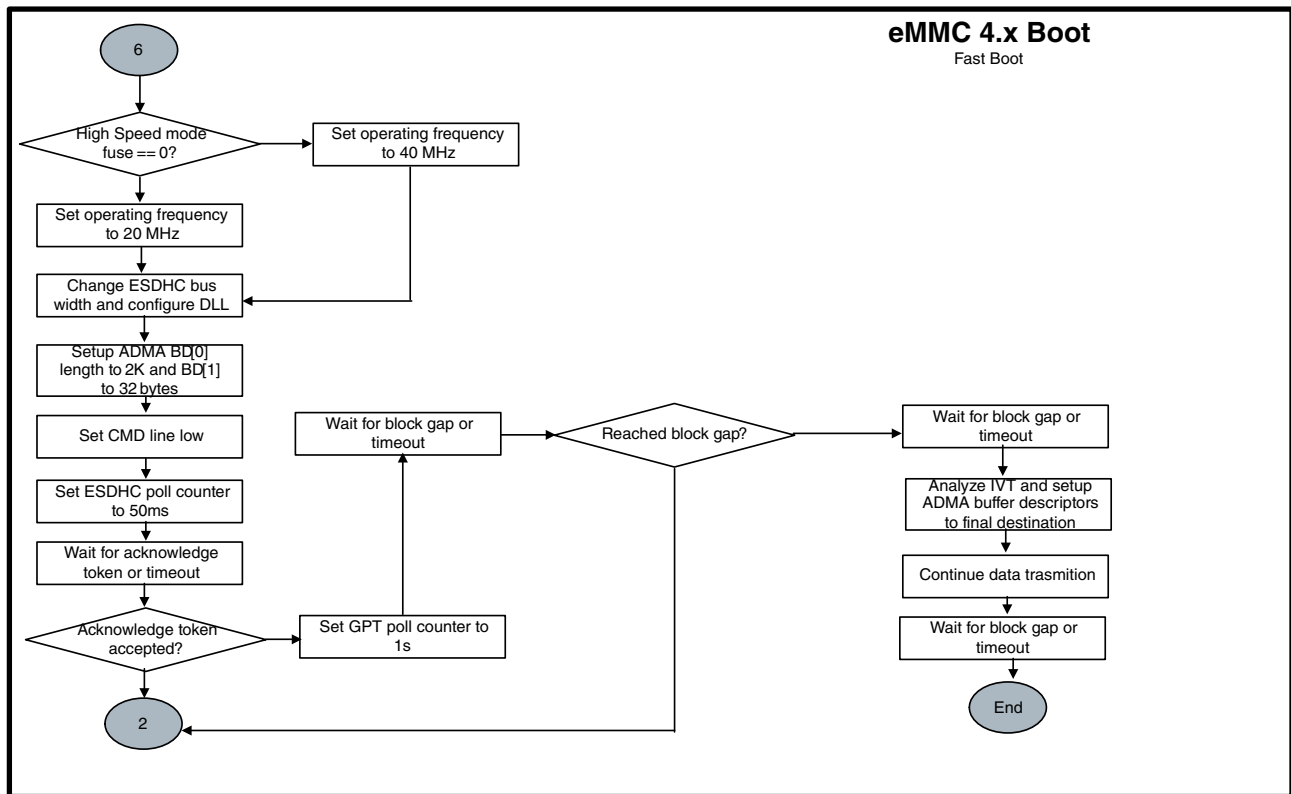 eMMC 4.x Boot
Fast Boot
6
High Speed mode
fuse == 0?
Set operating frequency
to 40 MHz
Set operating frequency
to 20 MHz
Change ESDHC bus
width and configure DLL
Setup ADMA BD[0]
length to 2K and BD[1]
to 32 bytes
Set CMD line low
Set ESDHC poll counter
to 50ms
Wait for acknowledge
token or timeout
Acknowledge token
accepted?
2
Set GPT poll counter to
1s
Wait for block gap or
timeout
Reached block gap?
Wait for block gap or
timeout
Analyze IVT and setup
ADMA buffer descriptors
to final destination
Continue data trasmition
Wait for block gap or
timeout
End